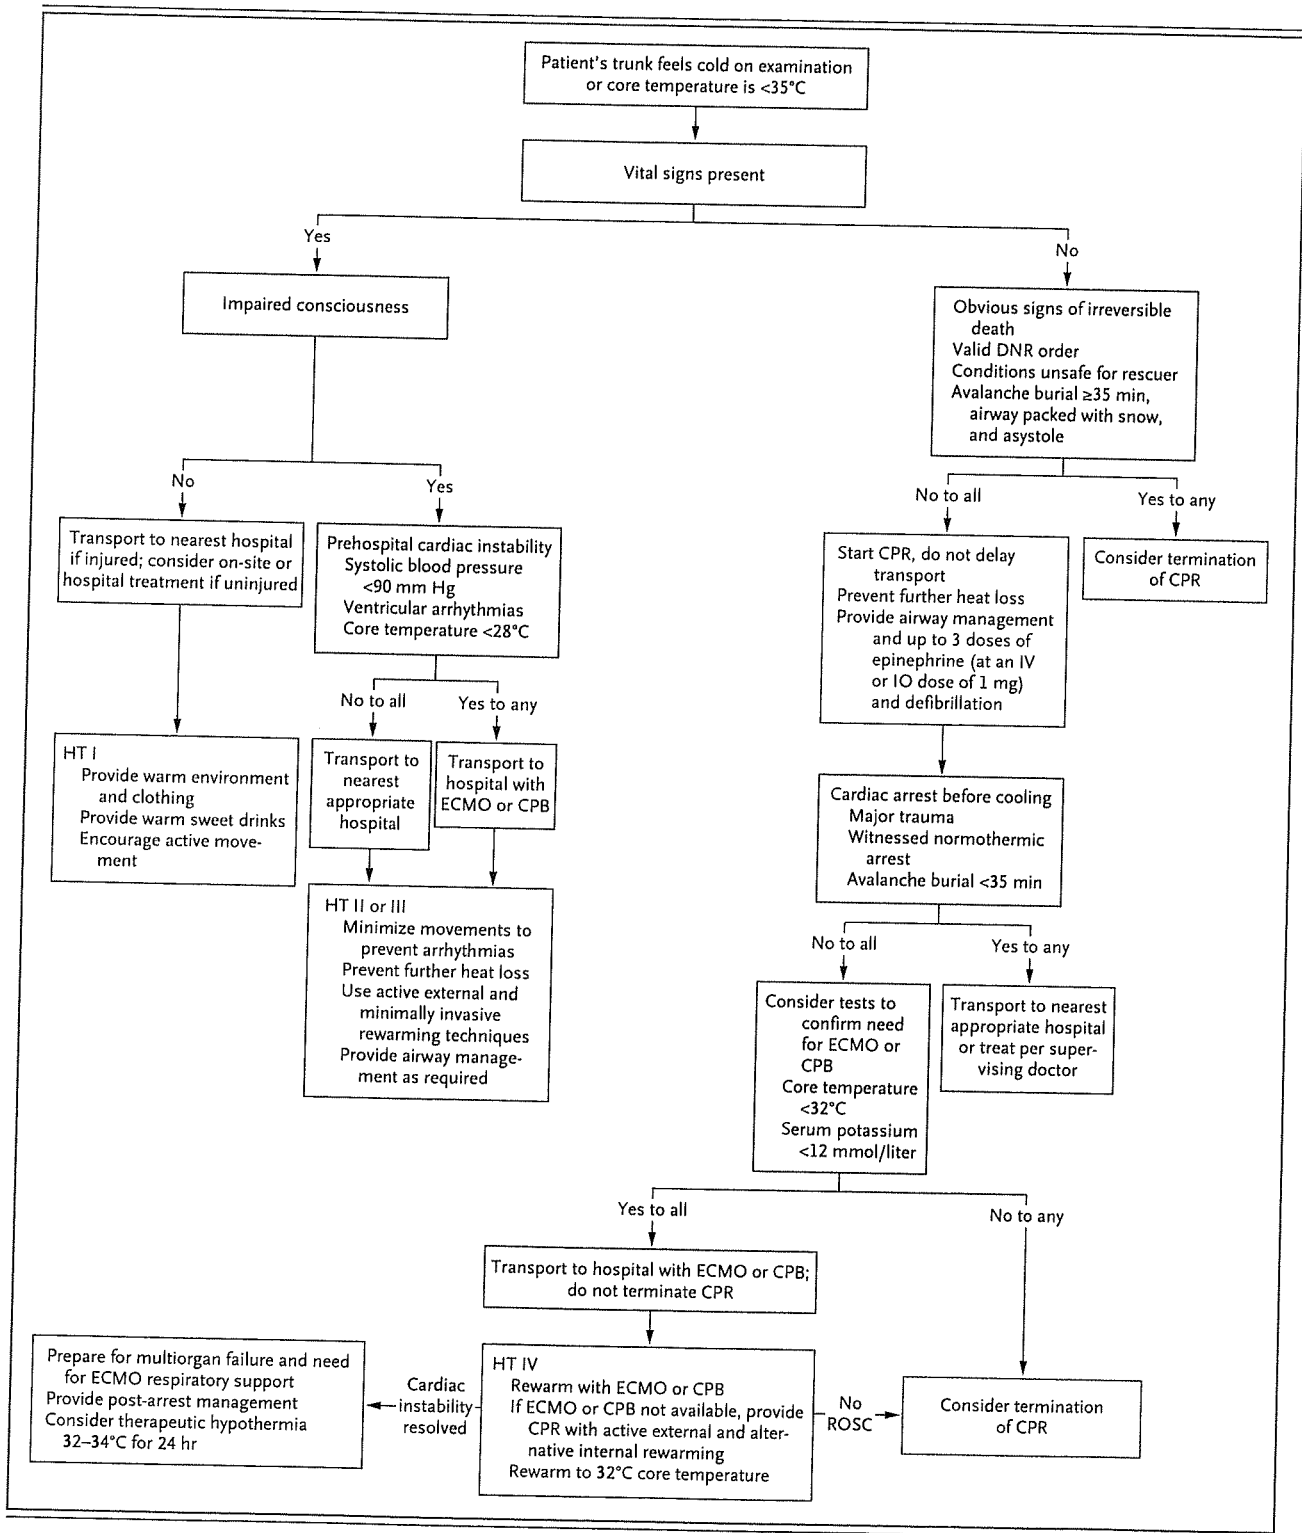 Patient's trunk feels cold on examination
or core temperature is <35°C
Vital signs present
Yes
No
Impaired consciousness
Obvious signs of irreversible
death
Valid DNR order
Conditions unsafe for rescuer
Avalanche burial ≥35 min,
airway packed with snow,
and asystole
No
Yes
No to all
Yes to any
Transport to nearest hospital
if injured; consider on-site or
hospital treatment if uninjured
Prehospital cardiac instability
Systolic blood pressure
<90 mm Hg
Ventricular arrhythmias
Core temperature <28°C
Start CPR, do not delay
transport
Prevent further heat loss
Provide airway management
and up to 3 doses of
epinephrine (at an IV
or IO dose of 1 mg)
and defibrillation
Consider termination
of CPR
No to all
Yes to any
HT I
Provide warm environment
and clothing
Provide warm sweet drinks
Encourage active move-
ment
Transport to
nearest
appropriate
hospital
Transport to
hospital with
ECMO or CPB
Cardiac arrest before cooling
Major trauma
Witnessed normothermic
arrest
Avalanche burial <35 min
HT II or III
Minimize movements to
prevent arrhythmias
Prevent further heat loss
Use active external and
minimally invasive
rewarming techniques
Provide airway manage-
ment as required
No to all
Yes to any
Consider tests to
confirm need
for ECMO or
CPB
Core temperature
<32°C
Serum potassium
<12 mmol/liter
Transport to nearest
appropriate hospital
or treat per super-
vising doctor
Yes to all
No to any
Transport to hospital with ECMO or CPB;
do not terminate CPR
Prepare for multiorgan failure and need
for ECMO respiratory support
Provide post-arrest management
Consider therapeutic hypothermia
32–34°C for 24 hr
Cardiac
instability
resolved
HT IV
Rewarm with ECMO or CPB
If ECMO or CPB not available, provide
CPR with active external and alter-
native internal rewarming
Rewarm to 32°C core temperature
No
ROSC
Consider termination
of CPR